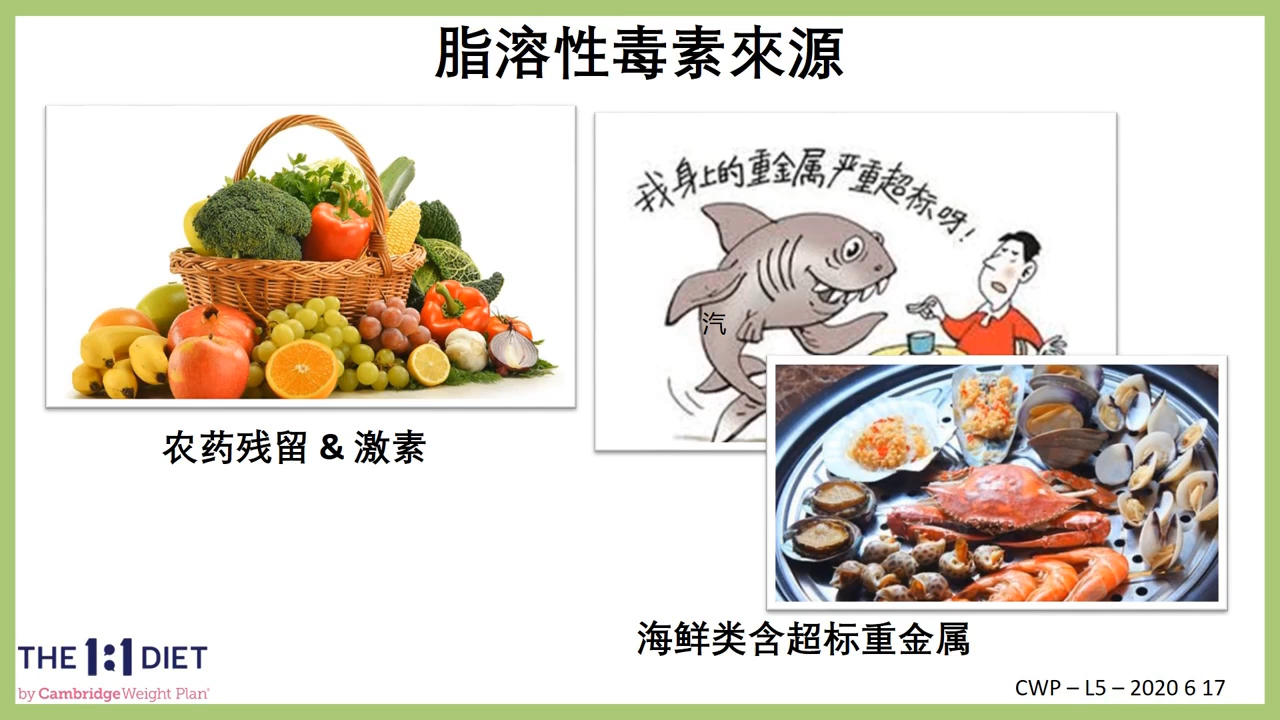 脂溶性毒素來源
我身上的重金属严重超标呀!
汽
农药残留 & 激素
海鲜类含超标重金属
THE 1:1 DIET
by Cambridge Weight Plan®
CWP – L5 – 2020 6 17